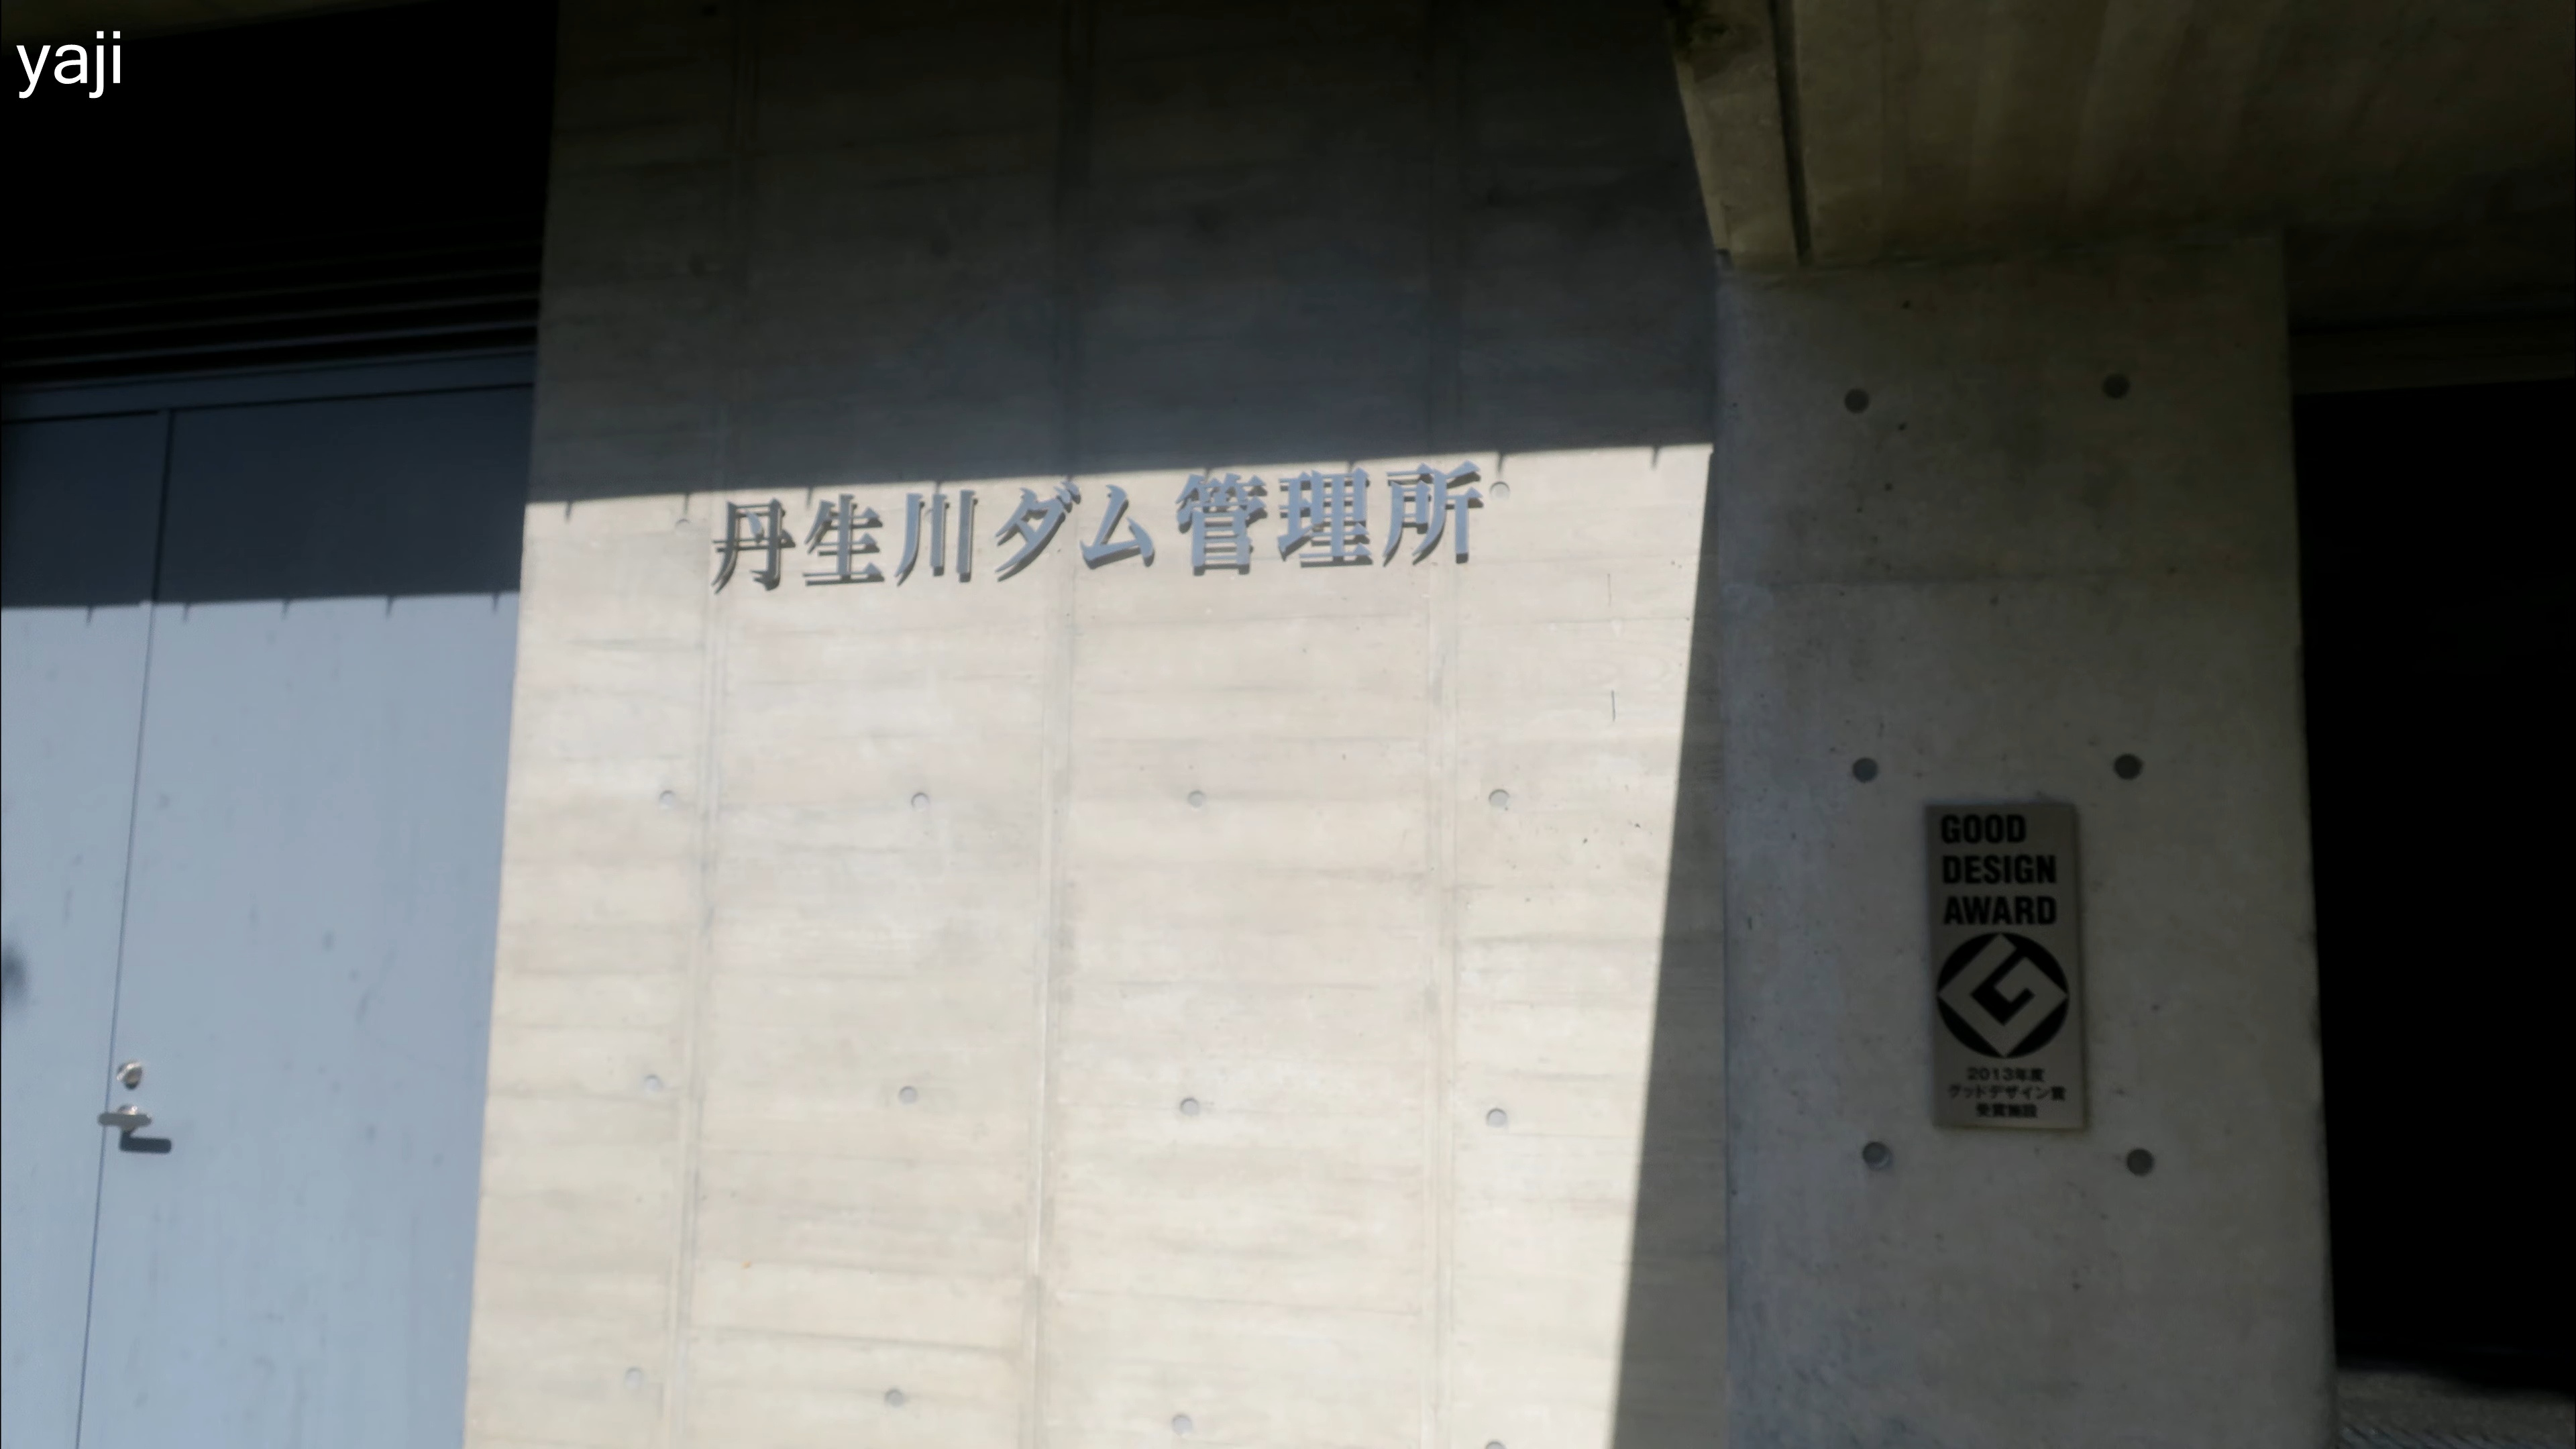 yaji
丹生川ダム管理所
GOOD
DESIGN
AWARD
2013年度
グッドデザイン賞
受賞施設